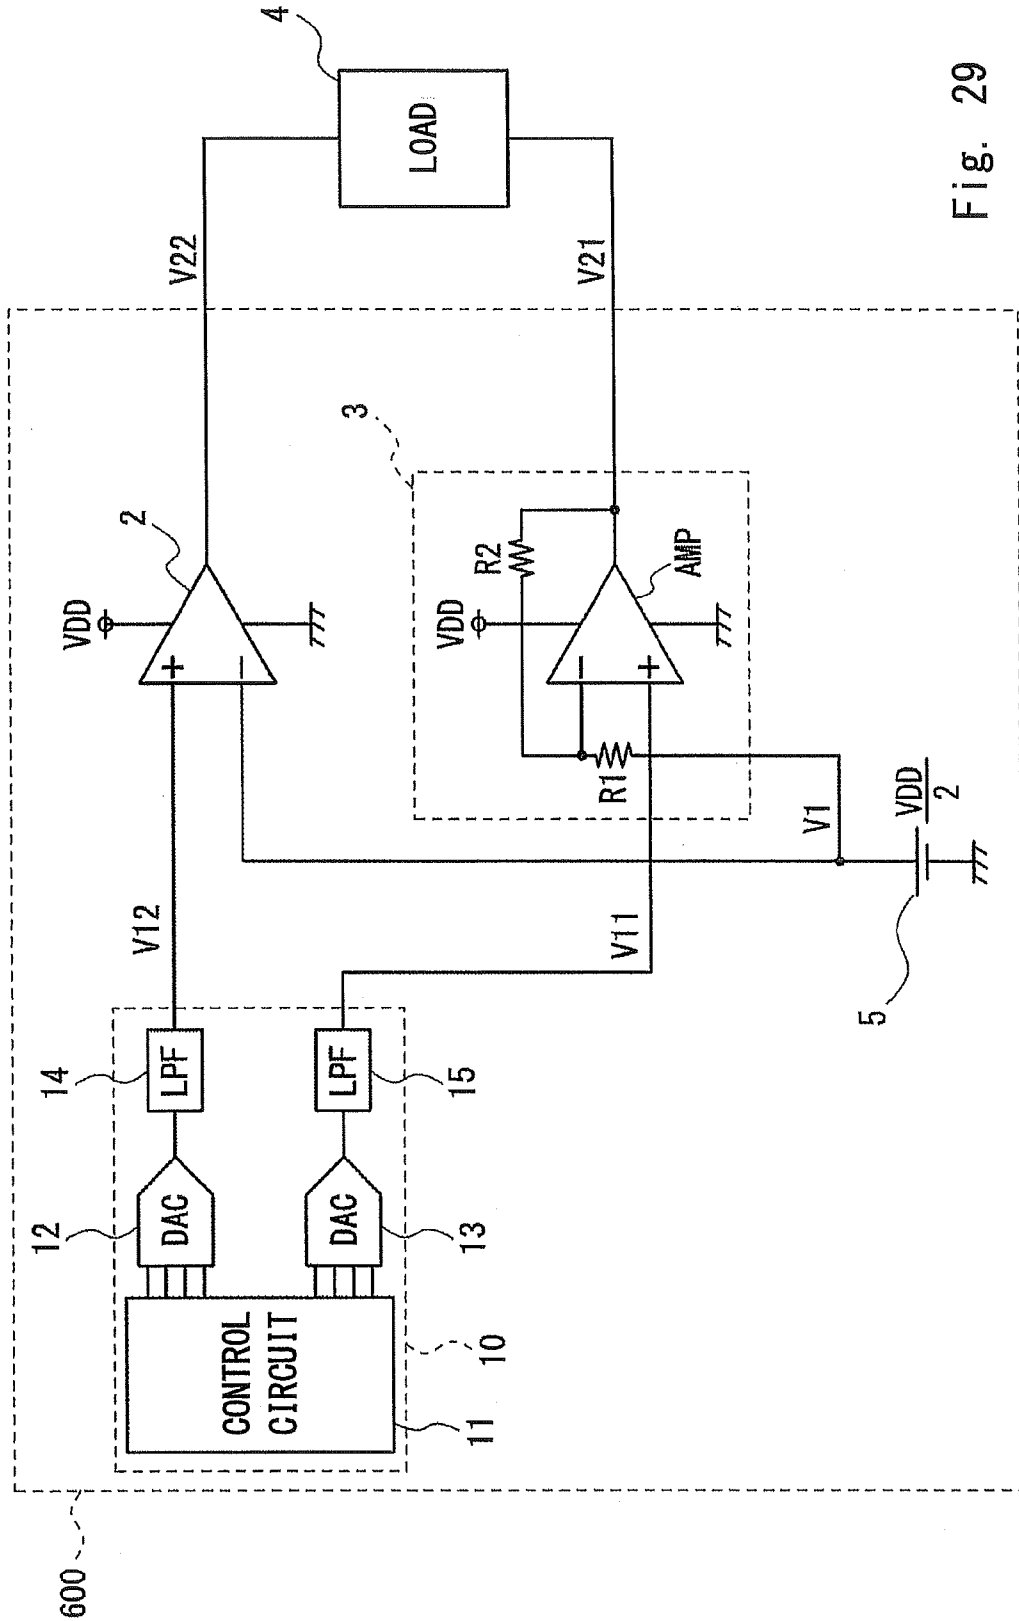 600
10
CONTROL
CIRCUIT
11
12
DAC
14
LPF
V12
DAC
13
LPF
15
V11
2
VDD
+
−
V22
3
VDD
R2
R1
−
+
AMP
V21
V1
VDD
2
5
4
LOAD
Fig. 29